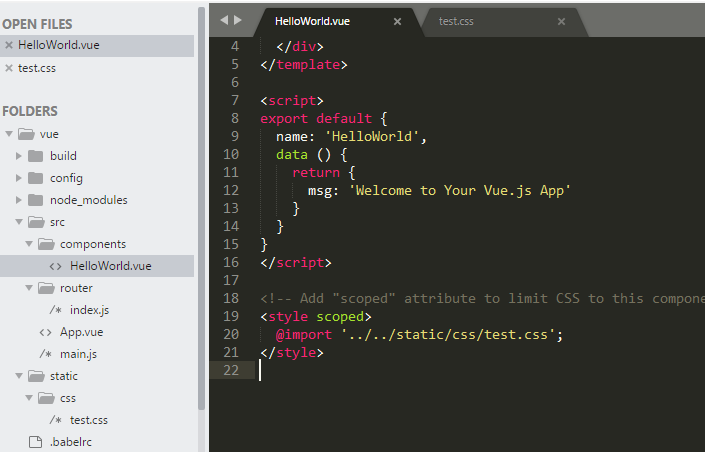 OPEN FILES
HelloWorld.vue
test.css
FOLDERS
vue
build
config
node_modules
src
components
<> HelloWorld.vue
router
/* index.js
<> App.vue
/* main.js
static
css
/* test.css
.babelrc
HelloWorld.vue
test.css
4 </div>
5 </template>
6
7 <script>
8 export default {
9 name: 'HelloWorld',
10 data () {
11 return {
12 msg: 'Welcome to Your Vue.js App'
13 }
14 }
15 }
16 </script>
17
18 <!-- Add "scoped" attribute to limit CSS to this compone
19 <style scoped>
20 @import '../../static/css/test.css';
21 </style>
22